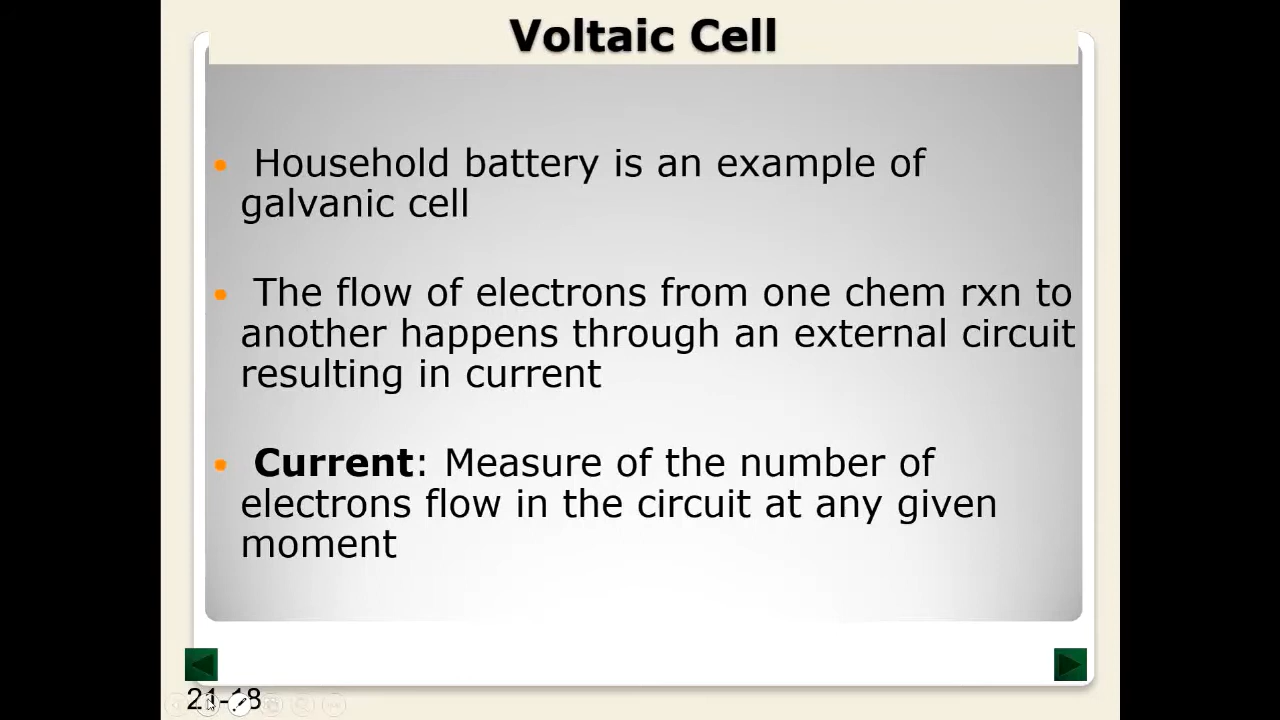 Voltaic Cell
• Household battery is an example of
galvanic cell
• The flow of electrons from one chem rxn to
another happens through an external circuit
resulting in current
• Current: Measure of the number of
electrons flow in the circuit at any given
moment
21-18